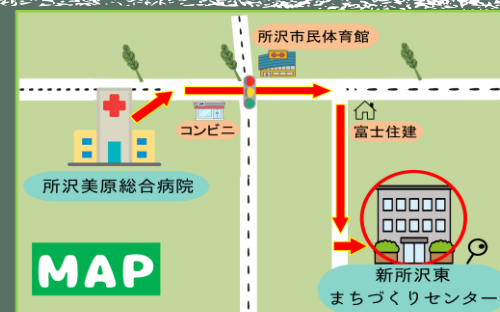 所沢市民体育館
コンビニ
富士住建
所沢美原総合病院
MAP
新所沢東
まちづくりセンター